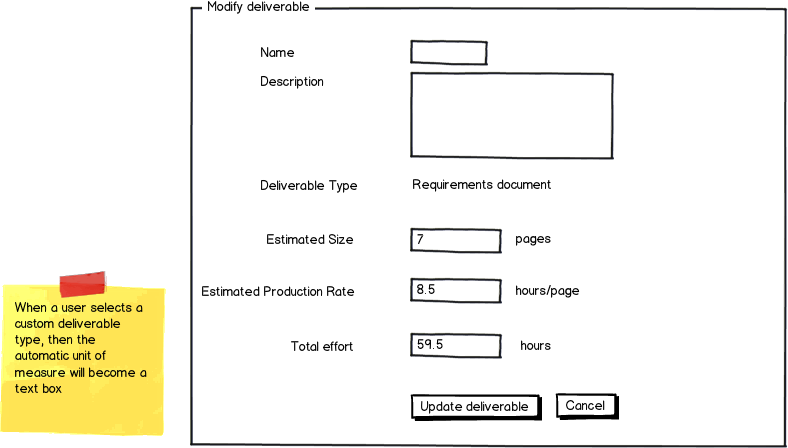 Modify deliverable
Name
Description
Deliverable Type Requirements document
Estimated Size 7 pages
Estimated Production Rate 8.5 hours/page
Total effort 59.5 hours
Update deliverable Cancel
When a user selects a
custom deliverable
type, then the
automatic unit of
measure will become a
text box